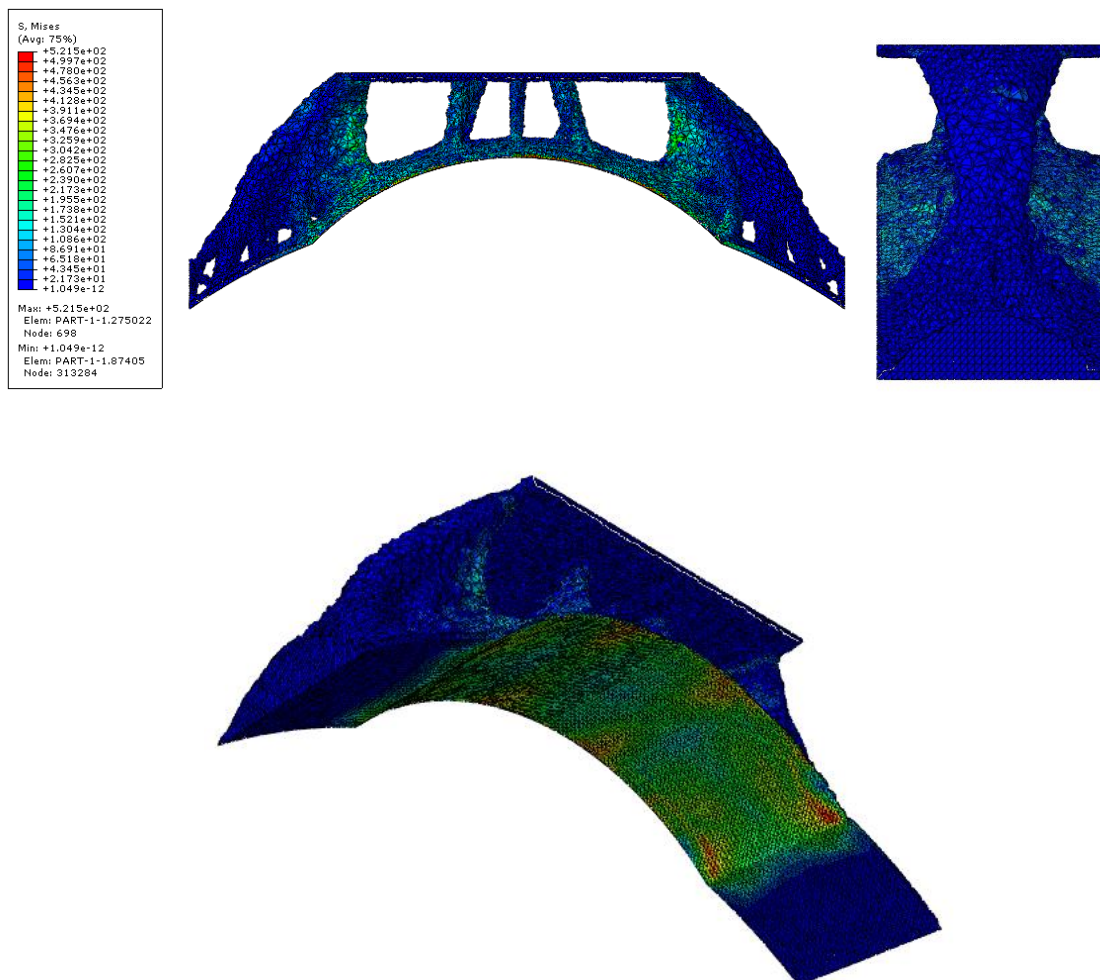 S, Mises
(Avg: 75%)
+5.215e+02
+4.997e+02
+4.780e+02
+4.563e+02
+4.345e+02
+4.128e+02
+3.911e+02
+3.694e+02
+3.476e+02
+3.259e+02
+3.042e+02
+2.825e+02
+2.607e+02
+2.390e+02
+2.173e+02
+1.955e+02
+1.738e+02
+1.521e+02
+1.304e+02
+1.086e+02
+8.691e+01
+6.518e+01
+4.345e+01
+2.173e+01
+1.049e-12
Max: +5.215e+02
Elem: PART-1-1.275022
Node: 698
Min: +1.049e-12
Elem: PART-1-1.87405
Node: 313284